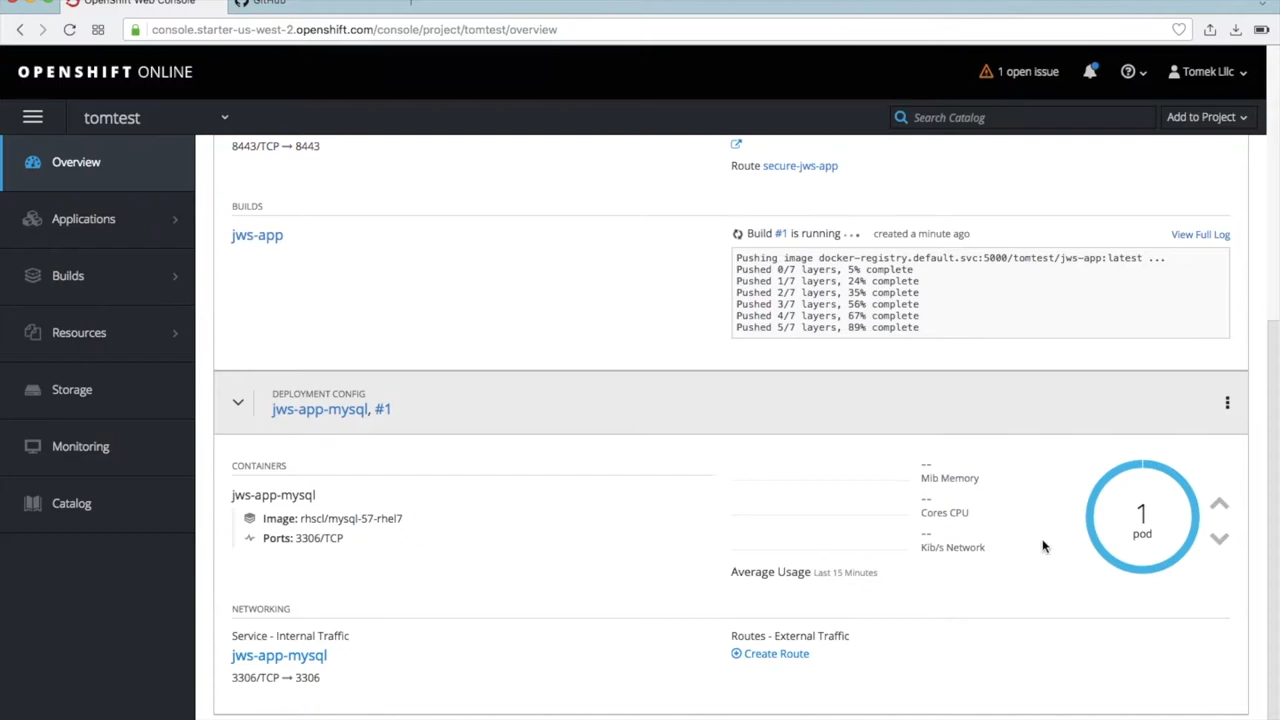 OpenShift Web Console
GitHub
console.starter-us-west-2.openshift.com/console/project/tomtest/overview
OPENSHIFT ONLINE
1 open issue
Tomek Lllc
tomtest
Search Catalog
Add to Project
Overview
Applications
Builds
Resources
Storage
Monitoring
Catalog
8443/TCP → 8443
Route secure-jws-app
BUILDS
jws-app
Build #1 is running ...
created a minute ago
View Full Log
Pushing image docker-registry.default.svc:5000/tomtest/jws-app:latest ...
Pushed 0/7 layers, 5% complete
Pushed 1/7 layers, 24% complete
Pushed 2/7 layers, 35% complete
Pushed 3/7 layers, 56% complete
Pushed 4/7 layers, 67% complete
Pushed 5/7 layers, 89% complete
DEPLOYMENT CONFIG
jws-app-mysql, #1
CONTAINERS
jws-app-mysql
Image: rhscl/mysql-57-rhel7
Ports: 3306/TCP
--
Mib Memory
--
Cores CPU
--
Kib/s Network
Average Usage Last 15 Minutes
1
pod
NETWORKING
Service - Internal Traffic
jws-app-mysql
3306/TCP → 3306
Routes - External Traffic
Create Route